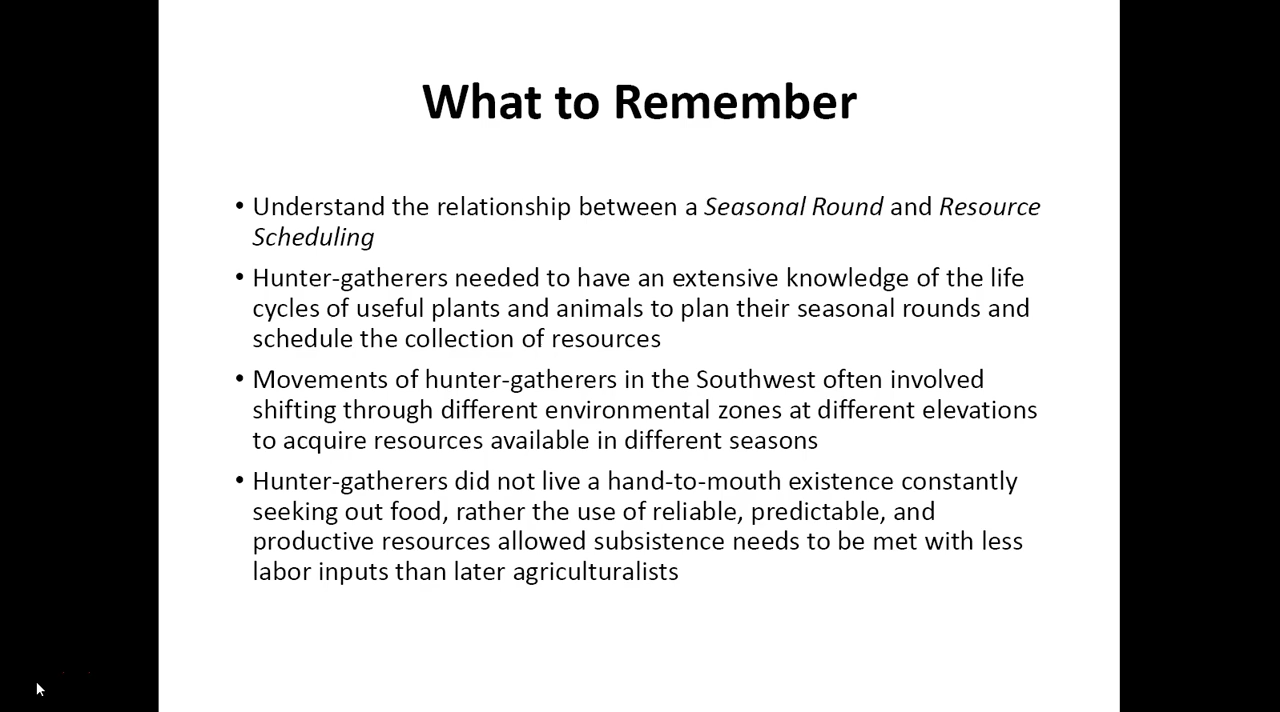 What to Remember
• Understand the relationship between a Seasonal Round and Resource
Scheduling
• Hunter-gatherers needed to have an extensive knowledge of the life
cycles of useful plants and animals to plan their seasonal rounds and
schedule the collection of resources
• Movements of hunter-gatherers in the Southwest often involved
shifting through different environmental zones at different elevations
to acquire resources available in different seasons
• Hunter-gatherers did not live a hand-to-mouth existence constantly
seeking out food, rather the use of reliable, predictable, and
productive resources allowed subsistence needs to be met with less
labor inputs than later agriculturalists